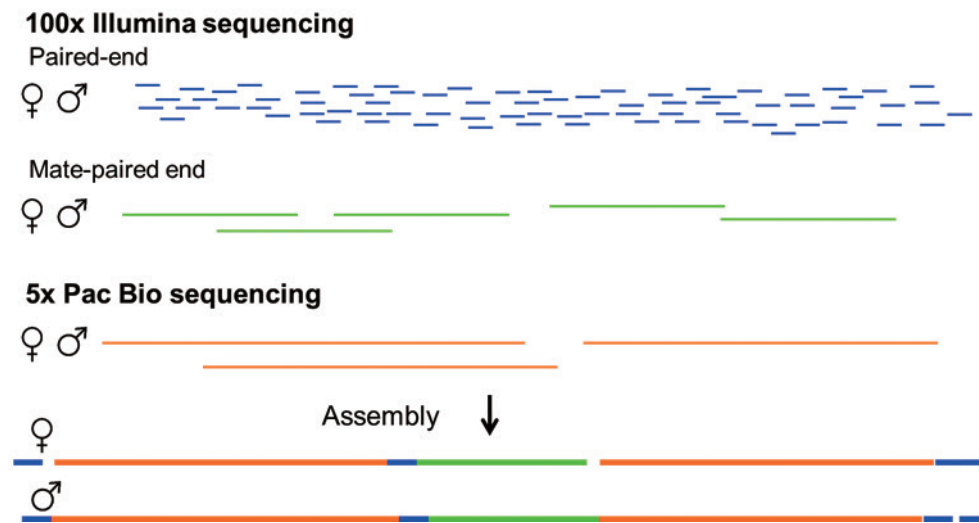 100x Illumina sequencing
Paired-end
♀ ♂
Mate-paired end
♀ ♂
5x Pac Bio sequencing
♀ ♂
Assembly
♀
♂